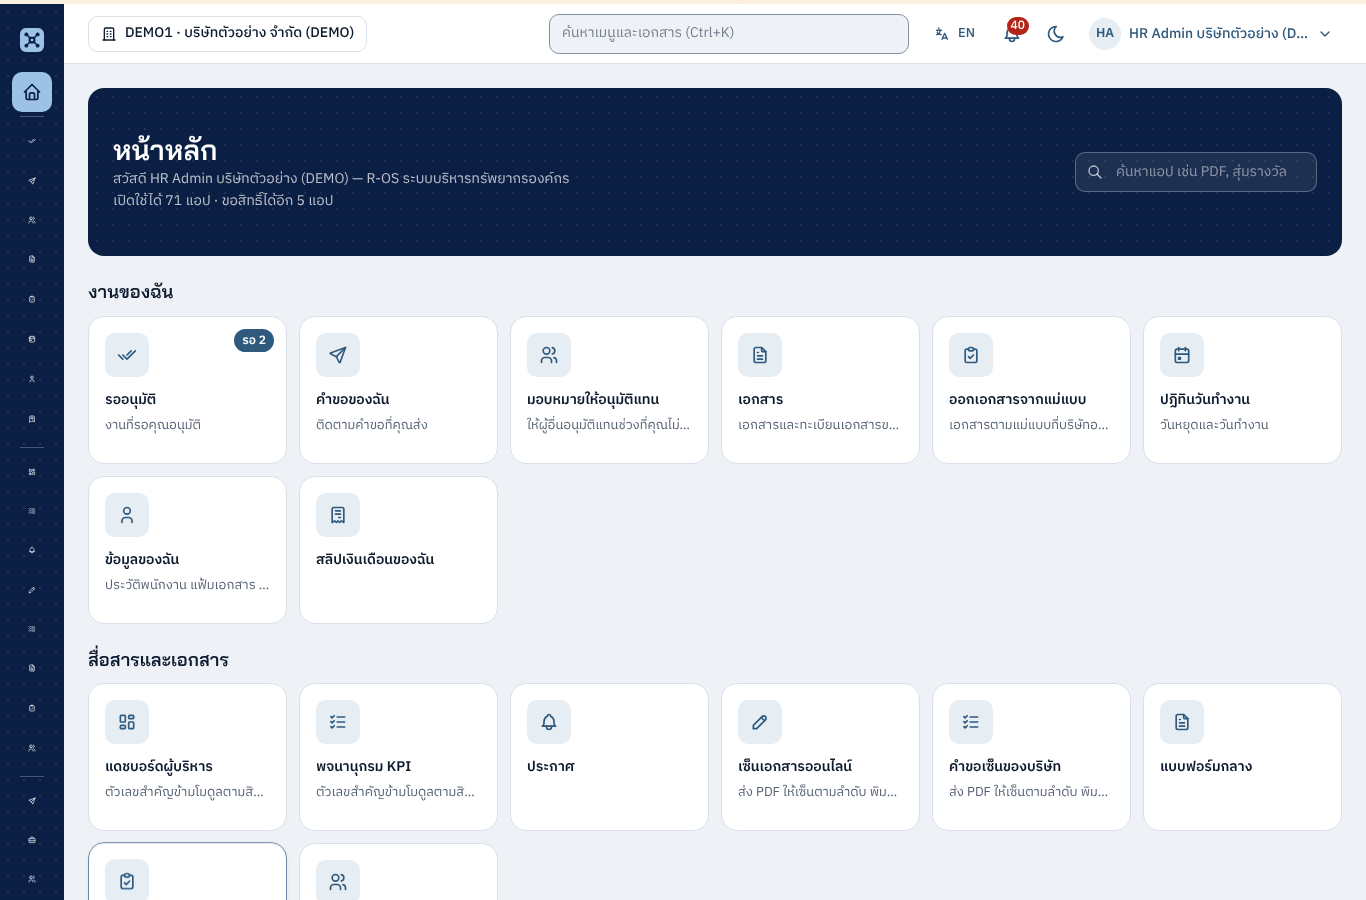 DEMO1 · บริษัทตัวอย่าง จำกัด (DEMO)
ค้นหาเมนูและเอกสาร (Ctrl+K)
EN
40
HA
HR Admin บริษัทตัวอย่าง (D...
หน้าหลัก
สวัสดี HR Admin บริษัทตัวอย่าง (DEMO) — R-OS ระบบบริหารทรัพยากรองค์กร
เปิดใช้ได้ 71 แอป · ขอสิทธิ์ได้อีก 5 แอป
ค้นหาแอป เช่น PDF, สุ่มรางวัล
งานของฉัน
รอ 2
รออนุมัติ
งานที่รอคุณอนุมัติ
คำขอของฉัน
ติดตามคำขอที่คุณส่ง
มอบหมายให้อนุมัติแทน
ให้ผู้อื่นอนุมัติแทนช่วงที่คุณไม่...
เอกสาร
เอกสารและทะเบียนเอกสารข...
ออกเอกสารจากแม่แบบ
เอกสารตามแม่แบบที่บริษัทอ...
ปฏิทินวันทำงาน
วันหยุดและวันทำงาน
ข้อมูลของฉัน
ประวัติพนักงาน แฟ้มเอกสาร ...
สลิปเงินเดือนของฉัน
สื่อสารและเอกสาร
แดชบอร์ดผู้บริหาร
ตัวเลขสำคัญข้ามโมดูลตามสิ...
พจนานุกรม KPI
ตัวเลขสำคัญข้ามโมดูลตามสิ...
ประกาศ
เซ็นเอกสารออนไลน์
ส่ง PDF ให้เซ็นตามลำดับ พิม...
คำขอเซ็นของบริษัท
ส่ง PDF ให้เซ็นตามลำดับ พิม...
แบบฟอร์มกลาง